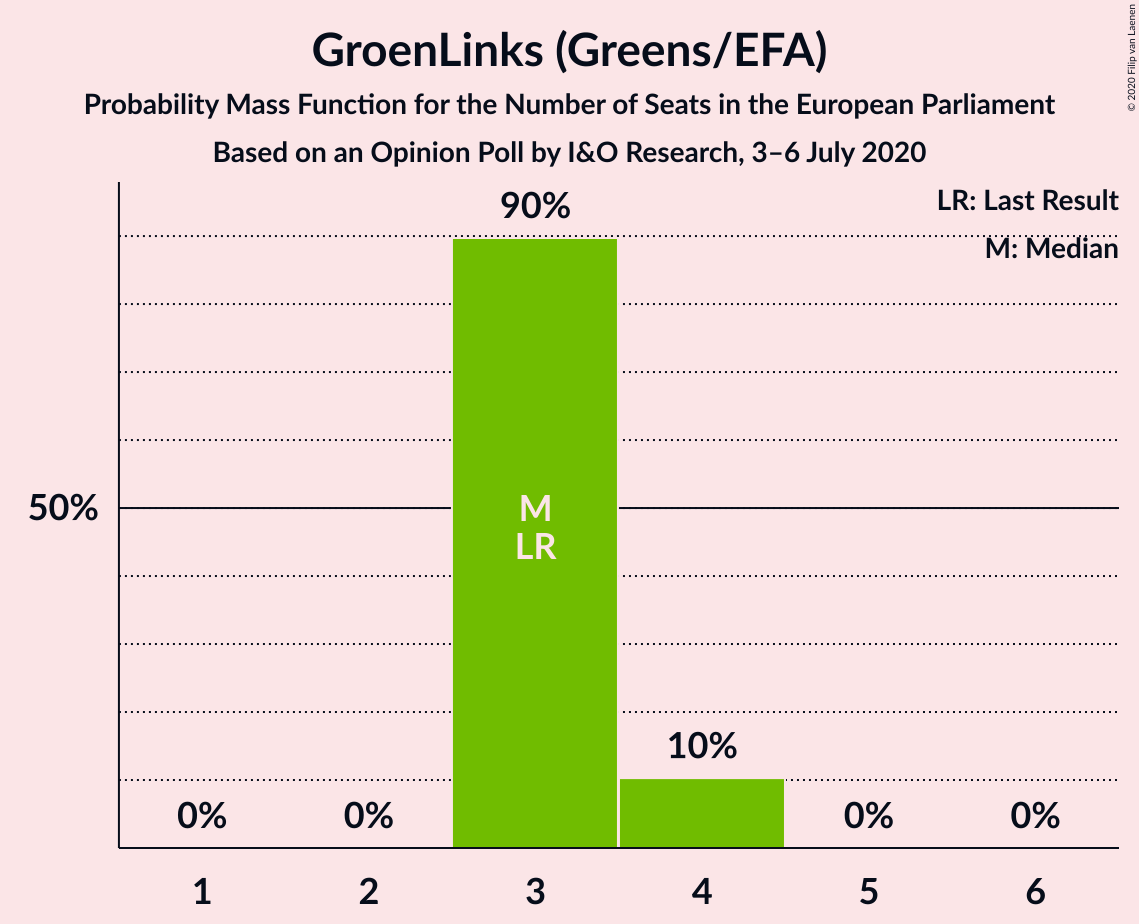 GroenLinks (Greens/EFA)
Probability Mass Function for the Number of Seats in the European Parliament
Based on an Opinion Poll by I&O Research, 3–6 July 2020
© 2020 Filip van Laenen
LR: Last Result
M: Median
90%
50%
M
LR
10%
0%
0%
0%
0%
1
2
3
4
5
6